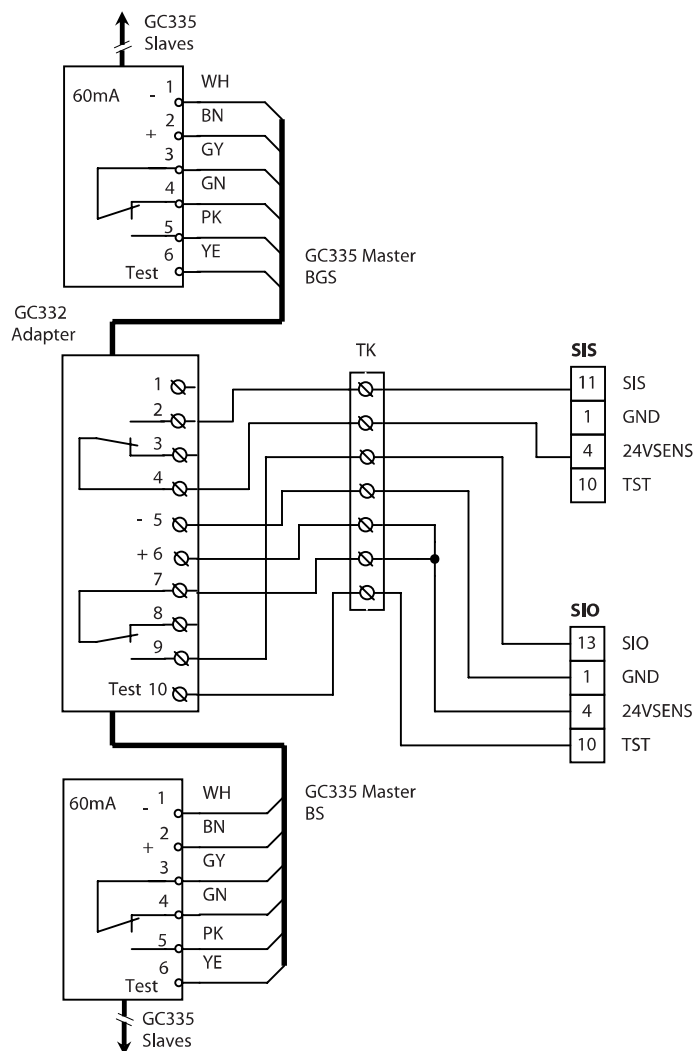 GC335
Slaves
60mA
- 1 WH
+ 2 BN
3 GY
4 GN
5 PK
6 YE
Test
GC335 Master
BGS
GC332
Adapter
TK
SIS
1
2
3
4
- 5
+ 6
7
8
9
Test 10
11 SIS
1 GND
4 24VSENS
10 TST
SIO
13 SIO
1 GND
4 24VSENS
10 TST
60mA
- 1 WH
+ 2 BN
3 GY
4 GN
5 PK
6 YE
Test
GC335 Master
BS
GC335
Slaves